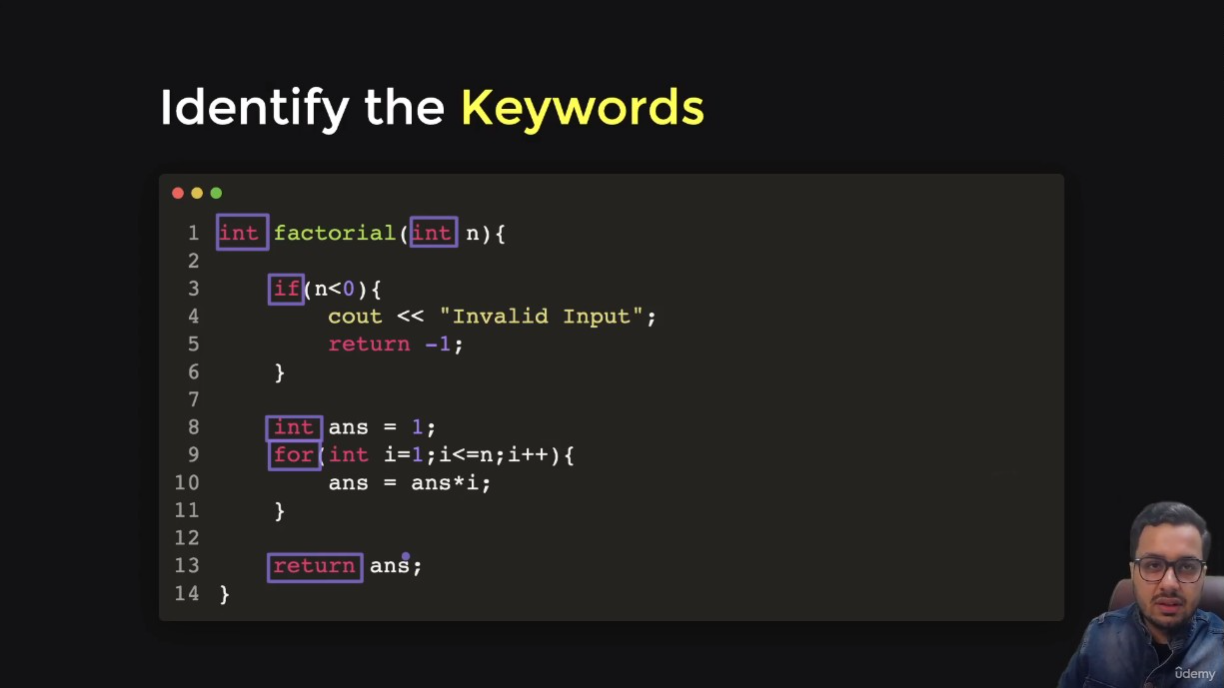 Identify the Keywords
1 int factorial(int n){
2
3 if(n<0){
4 cout << "Invalid Input";
5 return -1;
6 }
7
8 int ans = 1;
9 for(int i=1;i<=n;i++){
10 ans = ans*i;
11 }
12
13 return ans;
14 }
ûdemy